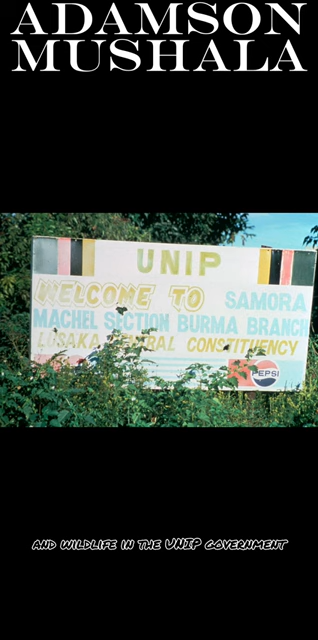 ADAMSON
MUSHALA
UNIP
WELCOME TO SAMORA
MACHEL SECTION BURMA BRANCH
LUSAKA CENTRAL CONSTITUENCY
PEPSI
AND WILDLIFE IN THE UNIP GOVERNMENT